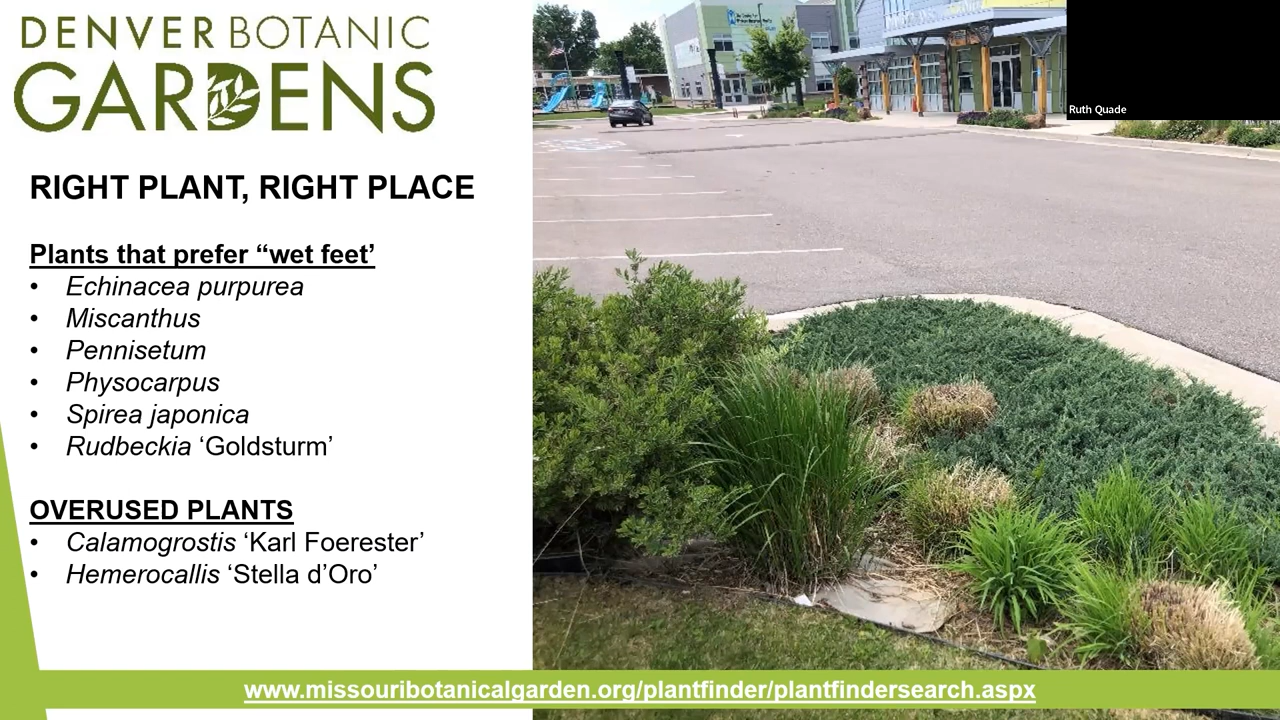 DENVER BOTANIC
GARDENS
RIGHT PLANT, RIGHT PLACE
Plants that prefer “wet feet’
• Echinacea purpurea
• Miscanthus
• Pennisetum
• Physocarpus
• Spirea japonica
• Rudbeckia ‘Goldsturm’
OVERUSED PLANTS
• Calamogrostis ‘Karl Foerester’
• Hemerocallis ‘Stella d’Oro’
Ruth Quade
www.missouribotanicalgarden.org/plantfinder/plantfindersearch.aspx